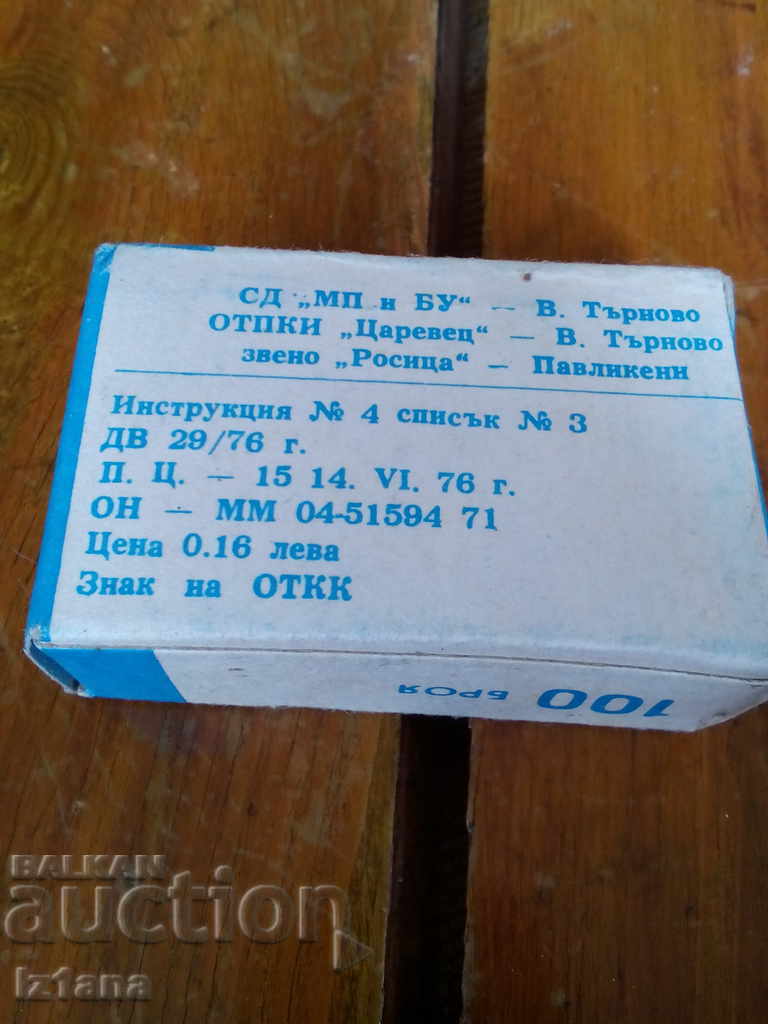 СД „МП и БУ“ — В. Търново
ОТПКИ „Царевец“ — В. Търново
звено „Росица“ — Павликени
Инструкция № 4 списък № 3
ДВ 29/76 г.
П. Ц. — 15 14. VI. 76 г.
ОН — ММ 04-51594 71
Цена 0.16 лева
Знак на ОТКК
100 БРОЯ
BALKAN
auction
Iz1ana